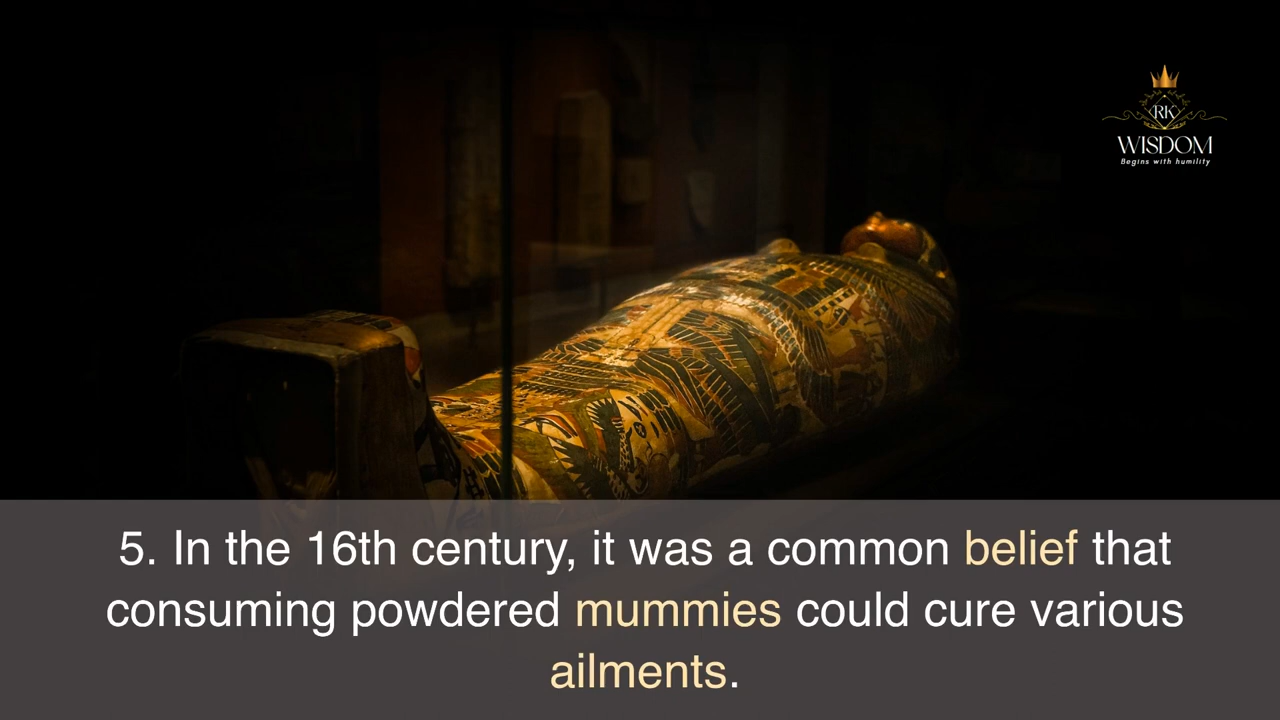 RK
WISDOM
Begins with humility
5. In the 16th century, it was a common belief that
consuming powdered mummies could cure various
ailments.